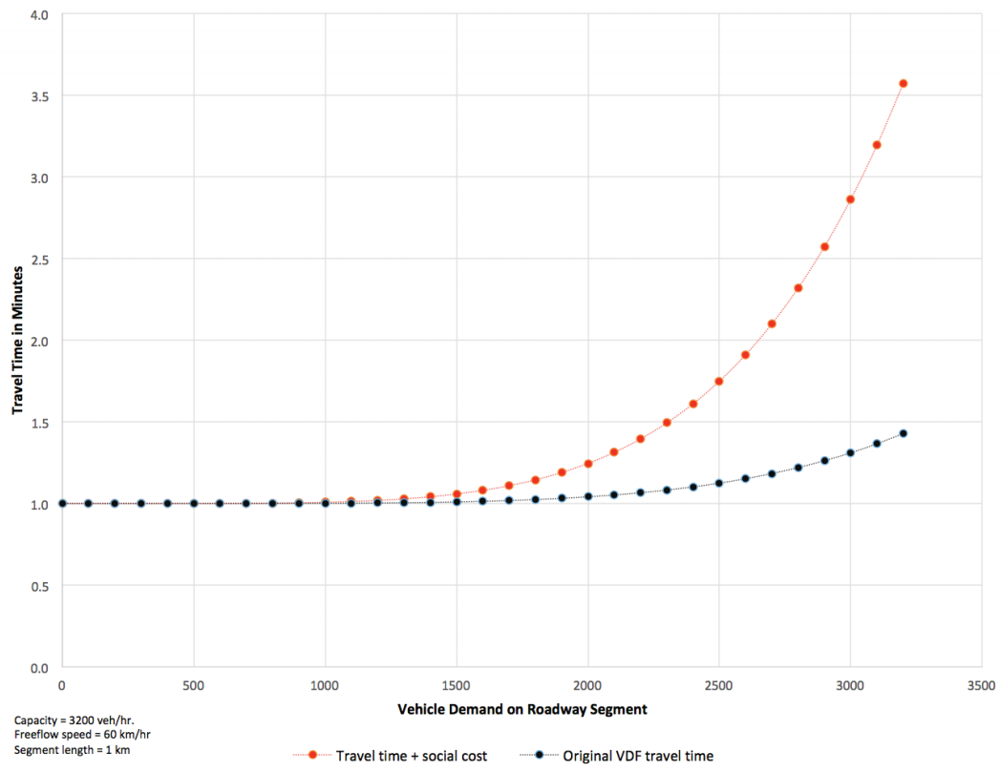 4.0
3.5
3.0
2.5
2.0
1.5
1.0
0.5
0.0
Travel Time in Minutes
0 500 1000 1500 2000 2500 3000 3500
Vehicle Demand on Roadway Segment
Capacity = 3200 veh/hr.
Freeflow speed = 60 km/hr
Segment length = 1 km
Travel time + social cost Original VDF travel time